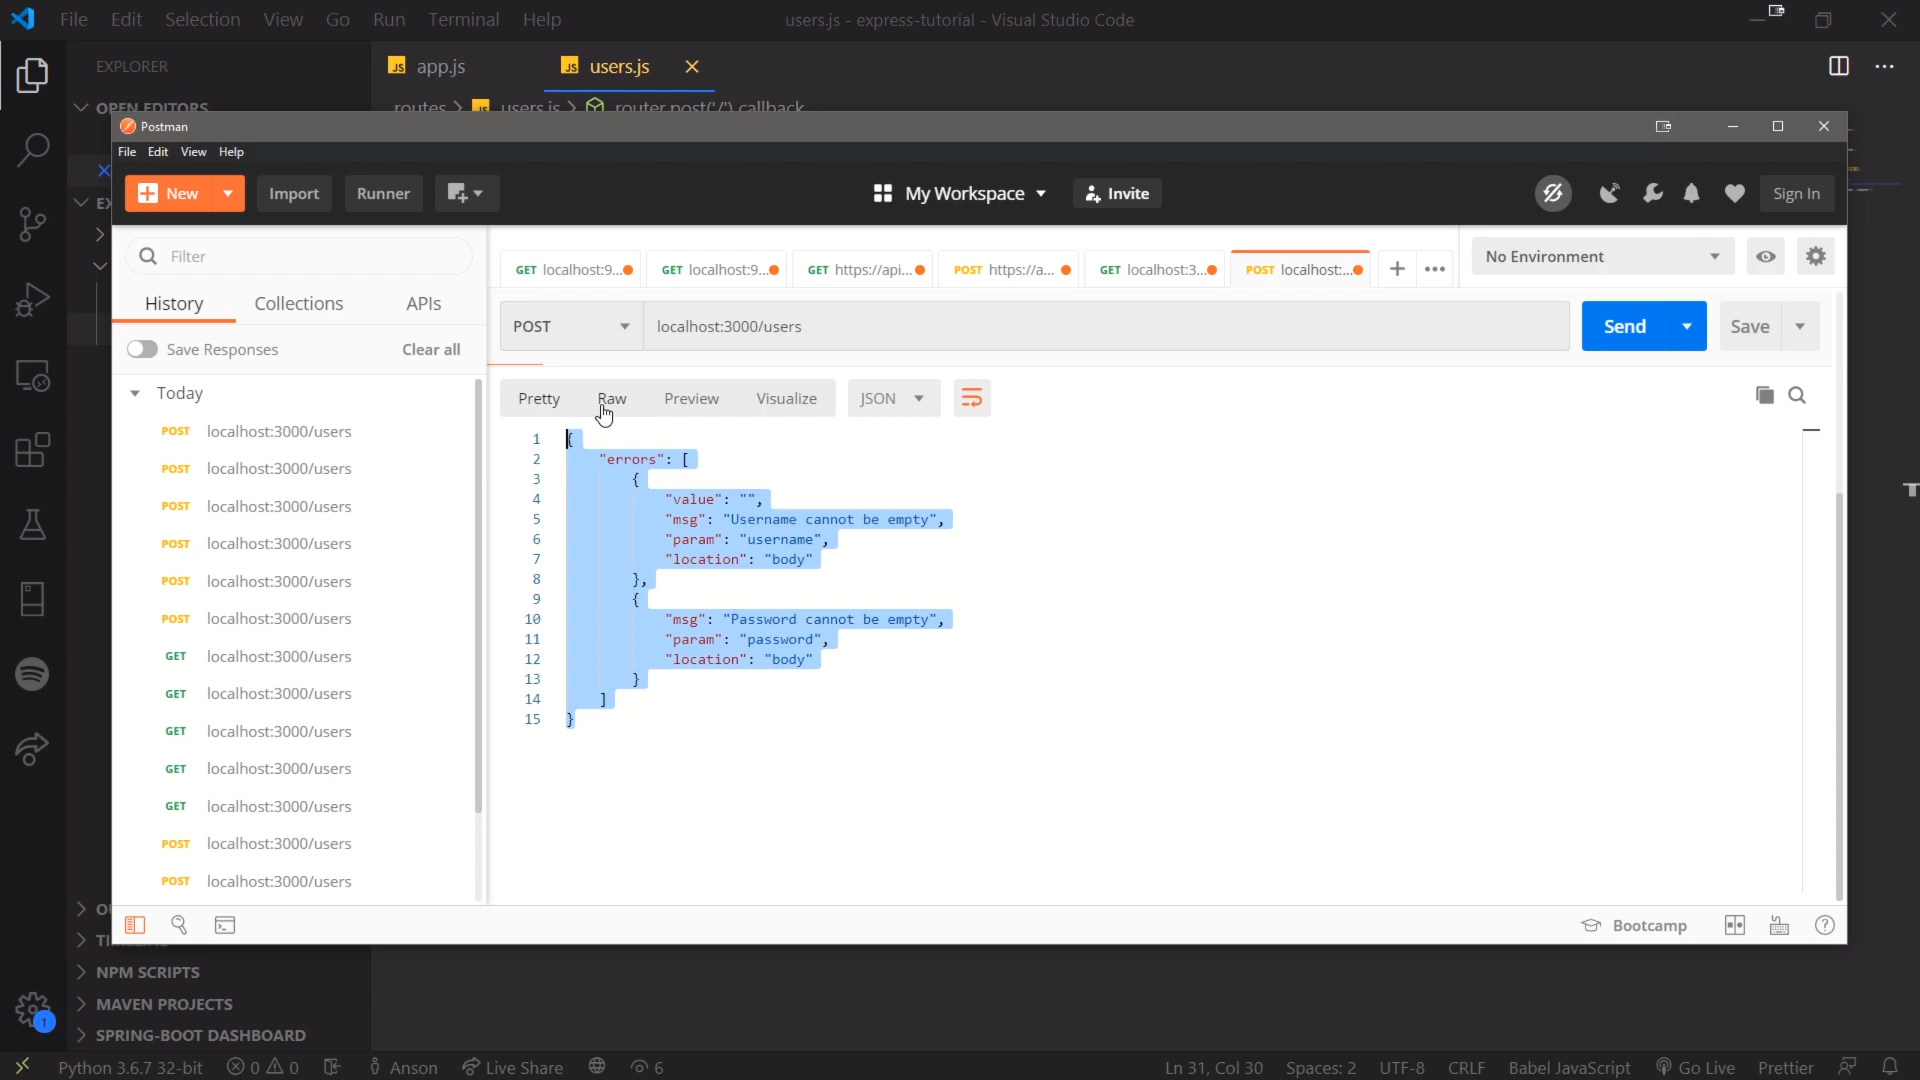 File Edit Selection View Go Run Terminal Help
users.js - express-tutorial - Visual Studio Code
EXPLORER
JS app.js
JS users.js
OPEN EDITORS
routes > JS users.js > router.post('/') callback
Postman
File Edit View Help
New
Import
Runner
My Workspace
Invite
Sign In
Filter
History Collections APIs
Save Responses Clear all
Today
POST localhost:3000/users
POST localhost:3000/users
POST localhost:3000/users
POST localhost:3000/users
POST localhost:3000/users
POST localhost:3000/users
GET localhost:3000/users
GET localhost:3000/users
GET localhost:3000/users
GET localhost:3000/users
GET localhost:3000/users
POST localhost:3000/users
POST localhost:3000/users
GET localhost:9...
GET localhost:9...
GET https://api...
POST https://a...
GET localhost:3...
POST localhost:...
No Environment
POST localhost:3000/users
Send
Save
Pretty Raw Preview Visualize JSON
1 {
2 "errors": [
3 {
4 "value": "",
5 "msg": "Username cannot be empty",
6 "param": "username",
7 "location": "body"
8 },
9 {
10 "msg": "Password cannot be empty",
11 "param": "password",
12 "location": "body"
13 }
14 ]
15 }
Bootcamp
NPM SCRIPTS
MAVEN PROJECTS
SPRING-BOOT DASHBOARD
1
Python 3.6.7 32-bit 0 0 Anson Live Share 6
Ln 31, Col 30 Spaces: 2 UTF-8 CRLF Babel JavaScript Go Live Prettier